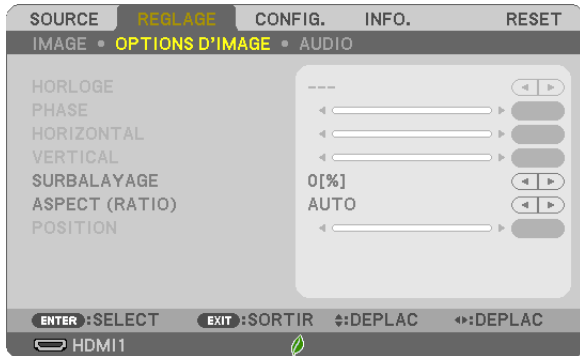 SOURCE REGLAGE CONFIG. INFO. RESET
IMAGE • OPTIONS D'IMAGE • AUDIO
HORLOGE ---
PHASE
HORIZONTAL
VERTICAL
SURBALAYAGE 0[%]
ASPECT (RATIO) AUTO
POSITION
ENTER :SELECT EXIT :SORTIR :DEPLAC :DEPLAC
HDMI1